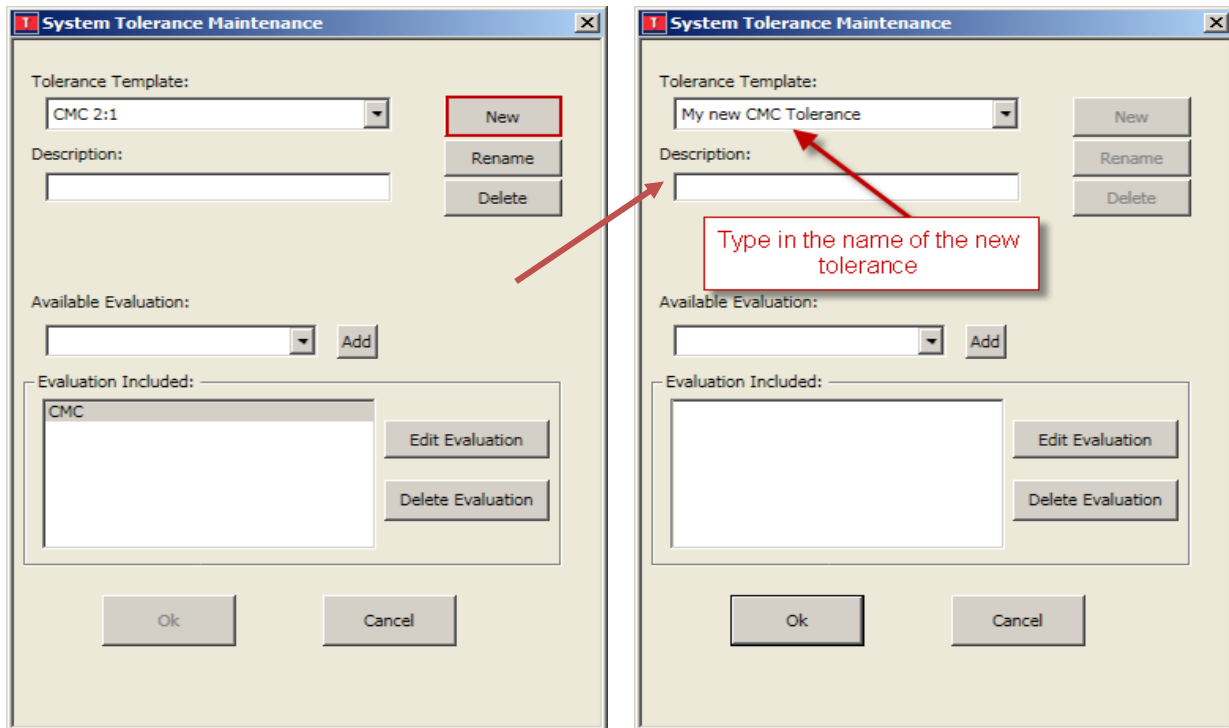 T System Tolerance Maintenance
Tolerance Template:
CMC 2:1
New
Description:
Rename
Delete
Available Evaluation:
Add
Evaluation Included:
CMC
Edit Evaluation
Delete Evaluation
Ok
Cancel
T System Tolerance Maintenance
Tolerance Template:
My new CMC Tolerance
New
Description:
Rename
Delete
Type in the name of the new
tolerance
Available Evaluation:
Add
Evaluation Included:
Edit Evaluation
Delete Evaluation
Ok
Cancel